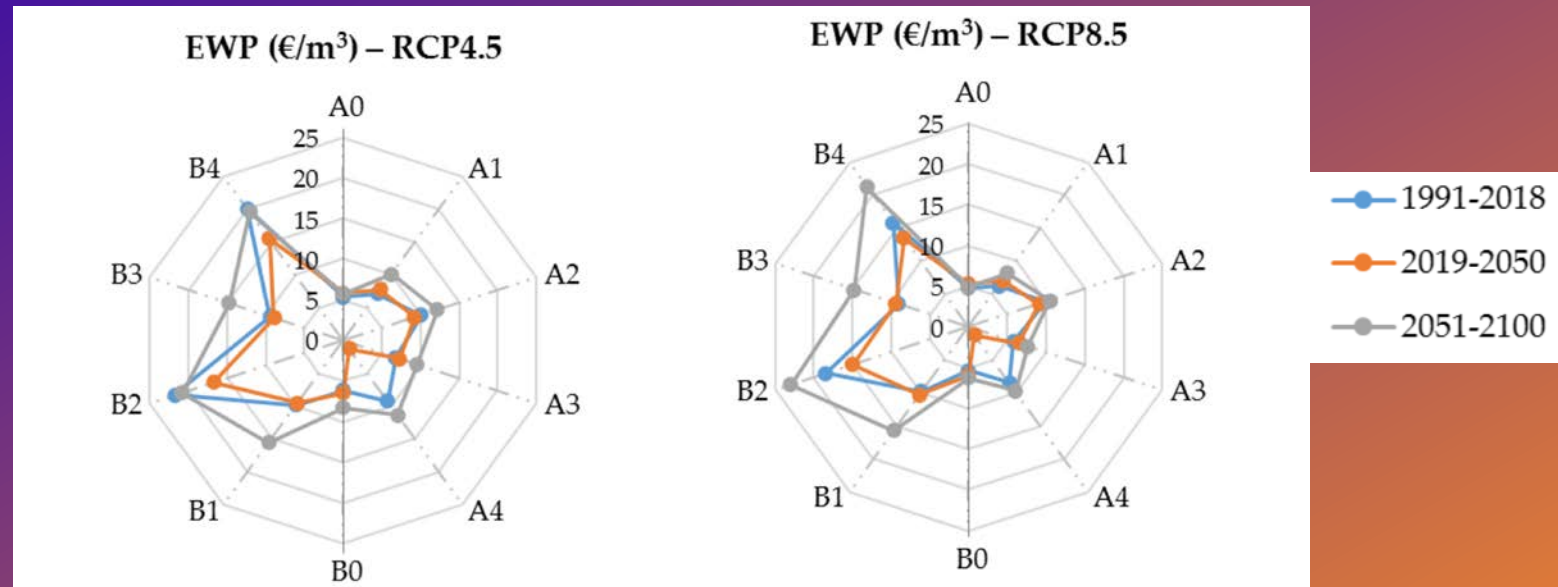 EWP (€/m³) – RCP4.5
A0
A1
A2
A3
A4
B0
B1
B2
B3
B4
25
20
15
10
5
0
EWP (€/m³) – RCP8.5
A0
A1
A2
A3
A4
B0
B1
B2
B3
B4
25
20
15
10
5
0
1991-2018
2019-2050
2051-2100